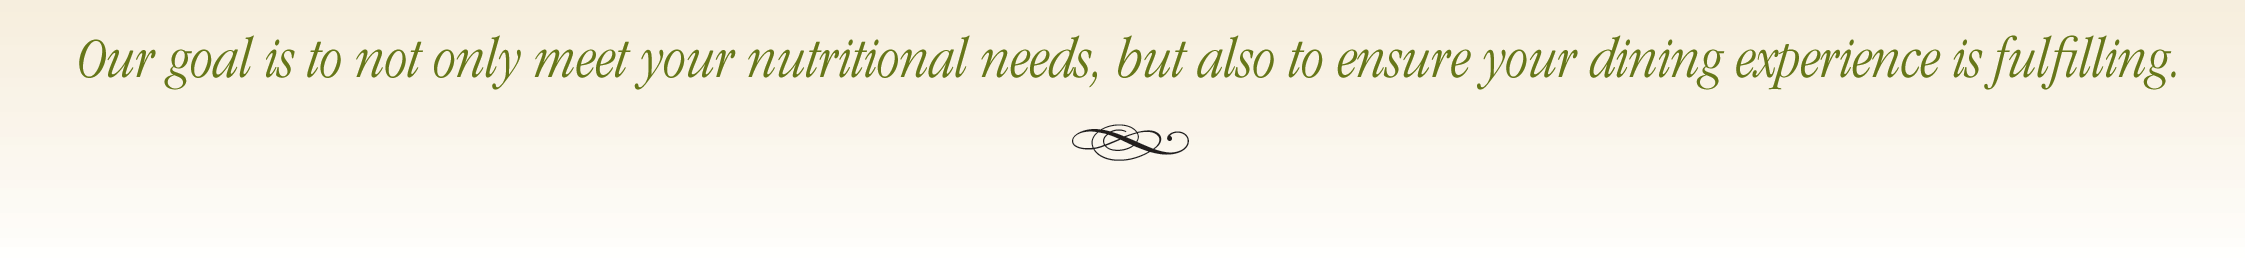 Our goal is to not only meet your nutritional needs, but also to ensure your dining experience is fulfilling.